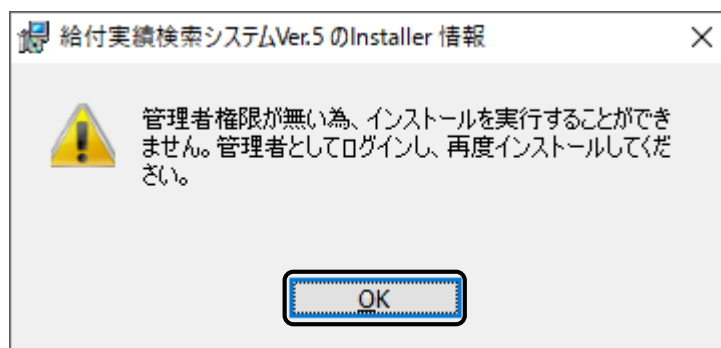 給付実績検索システムVer.5 のInstaller 情報
管理者権限が無い為、インストールを実行することができ
ません。管理者としてログインし、再度インストールしてくだ
さい。
OK